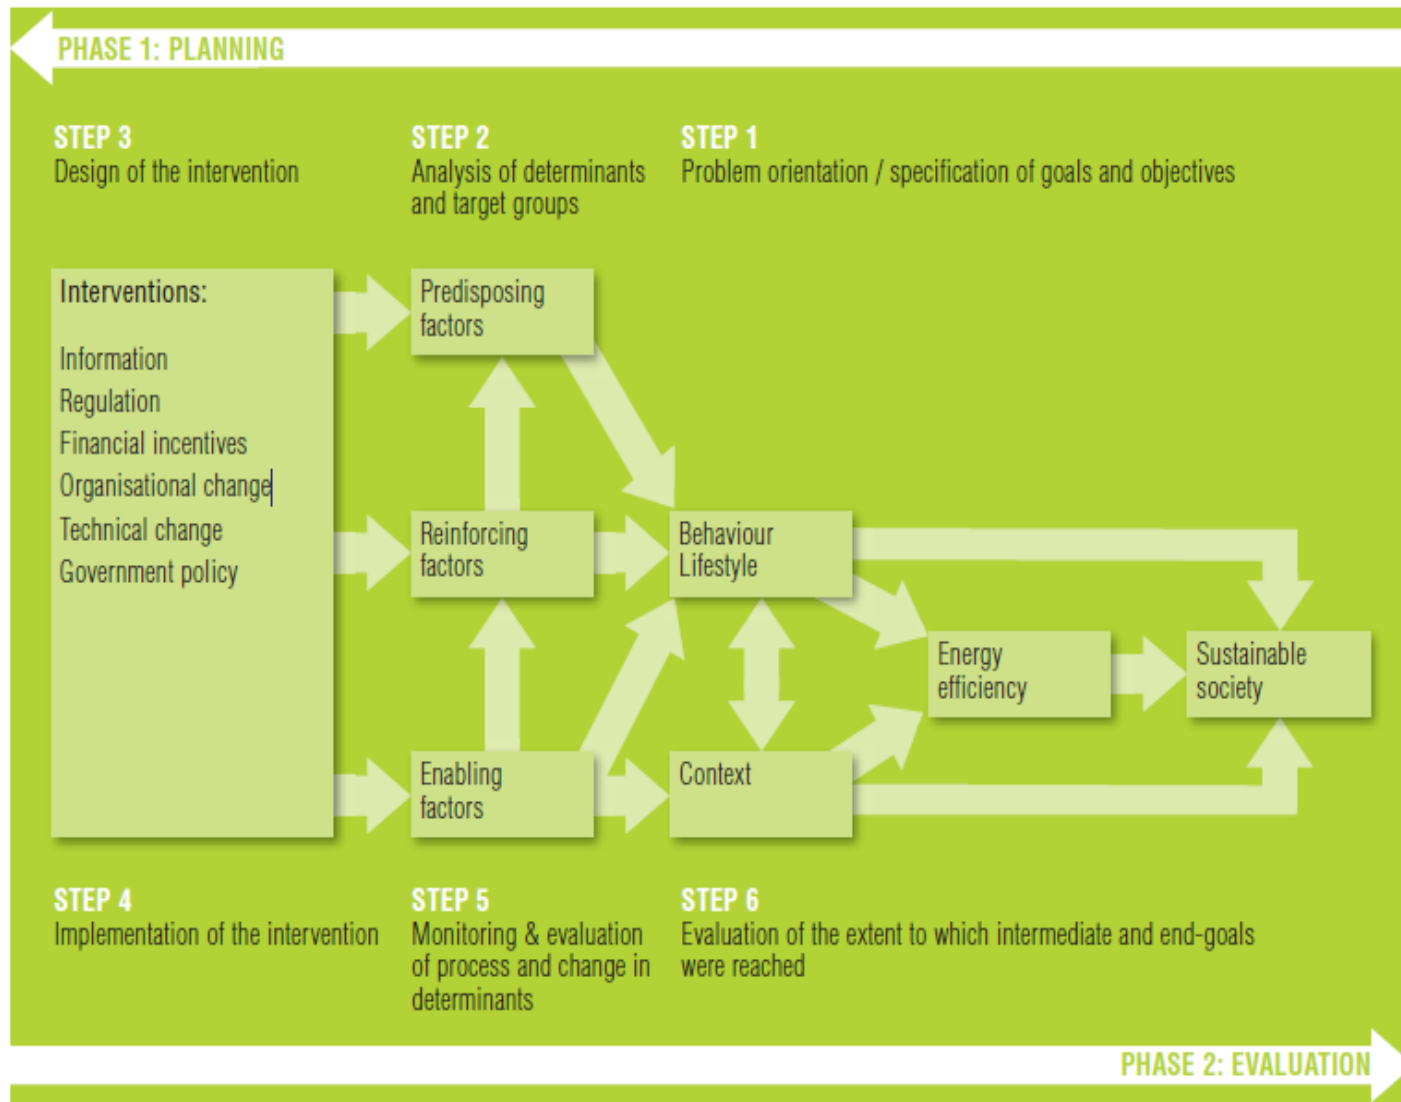 PHASE 1: PLANNING
STEP 3
Design of the intervention
STEP 2
Analysis of determinants
and target groups
STEP 1
Problem orientation / specification of goals and objectives
Interventions:
Information
Regulation
Financial incentives
Organisational change
Technical change
Government policy
Predisposing
factors
Reinforcing
factors
Enabling
factors
Behaviour
Lifestyle
Context
Energy
efficiency
Sustainable
society
STEP 4
Implementation of the intervention
STEP 5
Monitoring & evaluation
of process and change in
determinants
STEP 6
Evaluation of the extent to which intermediate and end-goals
were reached
PHASE 2: EVALUATION